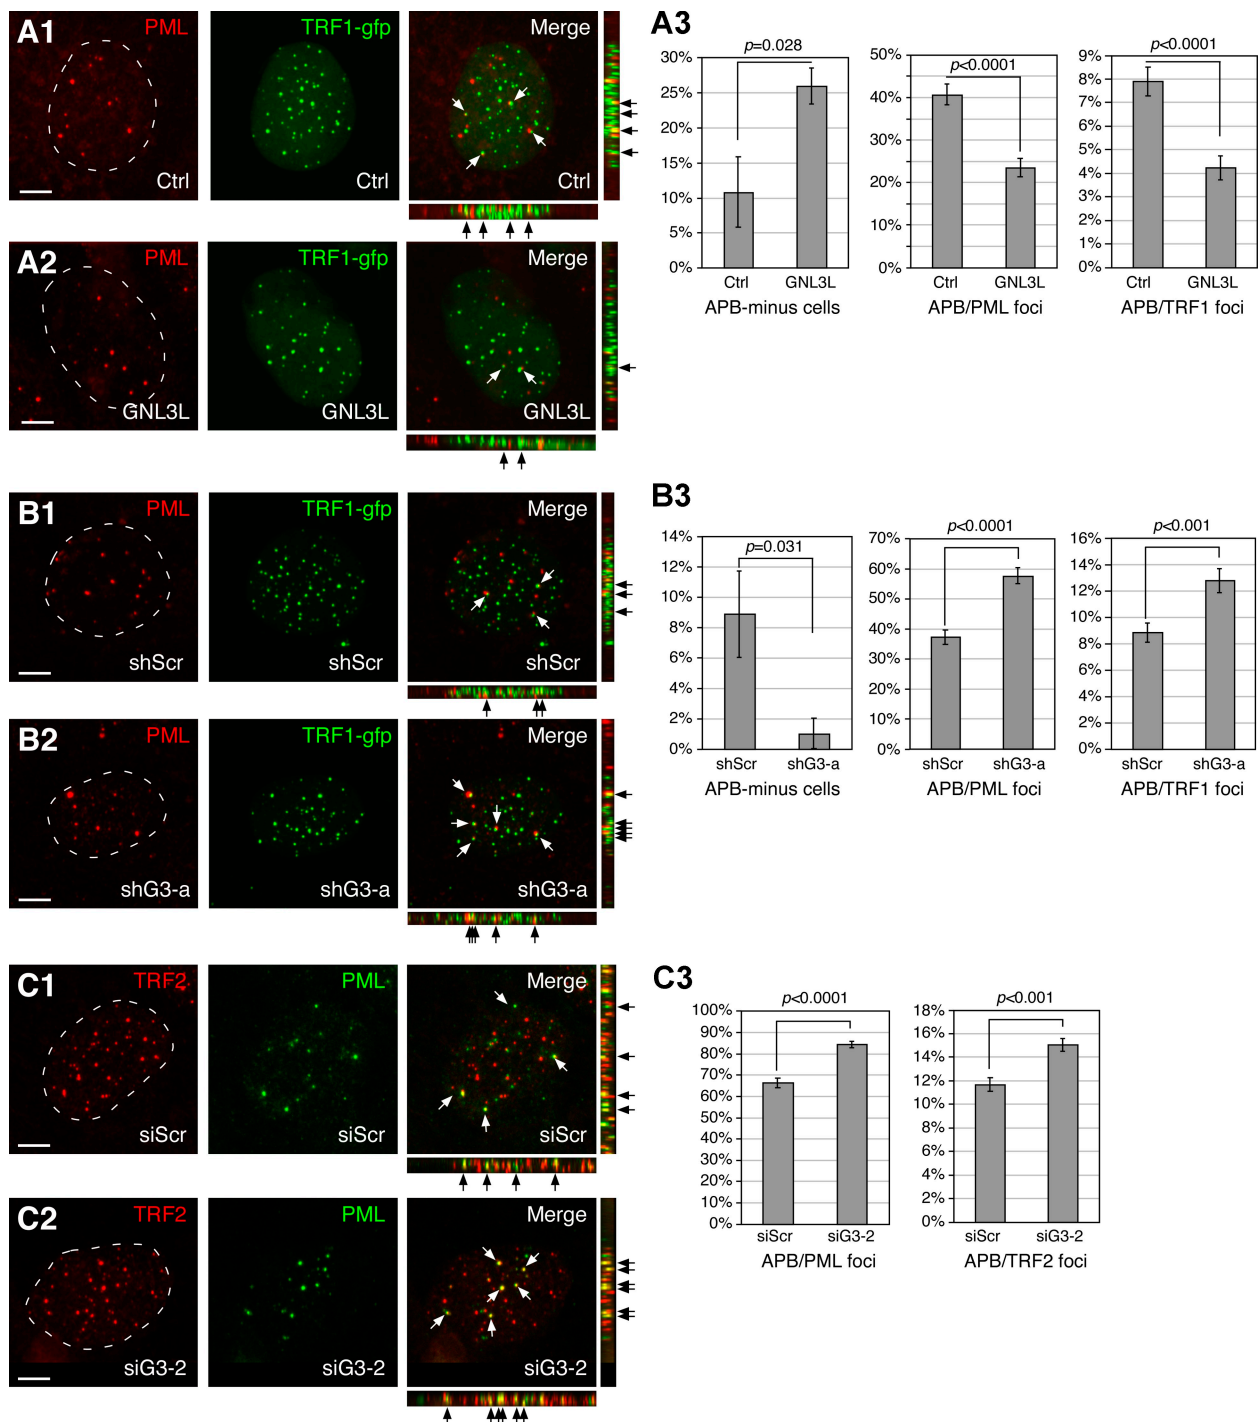 A1 PML TRF1-gfp Merge
Ctrl Ctrl Ctrl
A2 PML TRF1-gfp Merge
GNL3L GNL3L GNL3L
A3
p=0.028
30%
25%
20%
15%
10%
5%
0%
Ctrl GNL3L
APB-minus cells
p<0.0001
50%
40%
30%
20%
10%
0%
Ctrl GNL3L
APB/PML foci
p<0.0001
9%
8%
7%
6%
5%
4%
3%
2%
1%
0%
Ctrl GNL3L
APB/TRF1 foci
B1 PML TRF1-gfp Merge
shScr shScr shScr
B2 PML TRF1-gfp Merge
shG3-a shG3-a shG3-a
B3
p=0.031
14%
12%
10%
8%
6%
4%
2%
0%
shScr shG3-a
APB-minus cells
p<0.0001
70%
60%
50%
40%
30%
20%
10%
0%
shScr shG3-a
APB/PML foci
p<0.001
16%
14%
12%
10%
8%
6%
4%
2%
0%
shScr shG3-a
APB/TRF1 foci
C1 TRF2 PML Merge
siScr siScr siScr
C2 TRF2 PML Merge
siG3-2 siG3-2 siG3-2
C3
p<0.0001
100%
90%
80%
70%
60%
50%
40%
30%
20%
10%
0%
siScr siG3-2
APB/PML foci
p<0.001
18%
16%
14%
12%
10%
8%
6%
4%
2%
0%
siScr siG3-2
APB/TRF2 foci